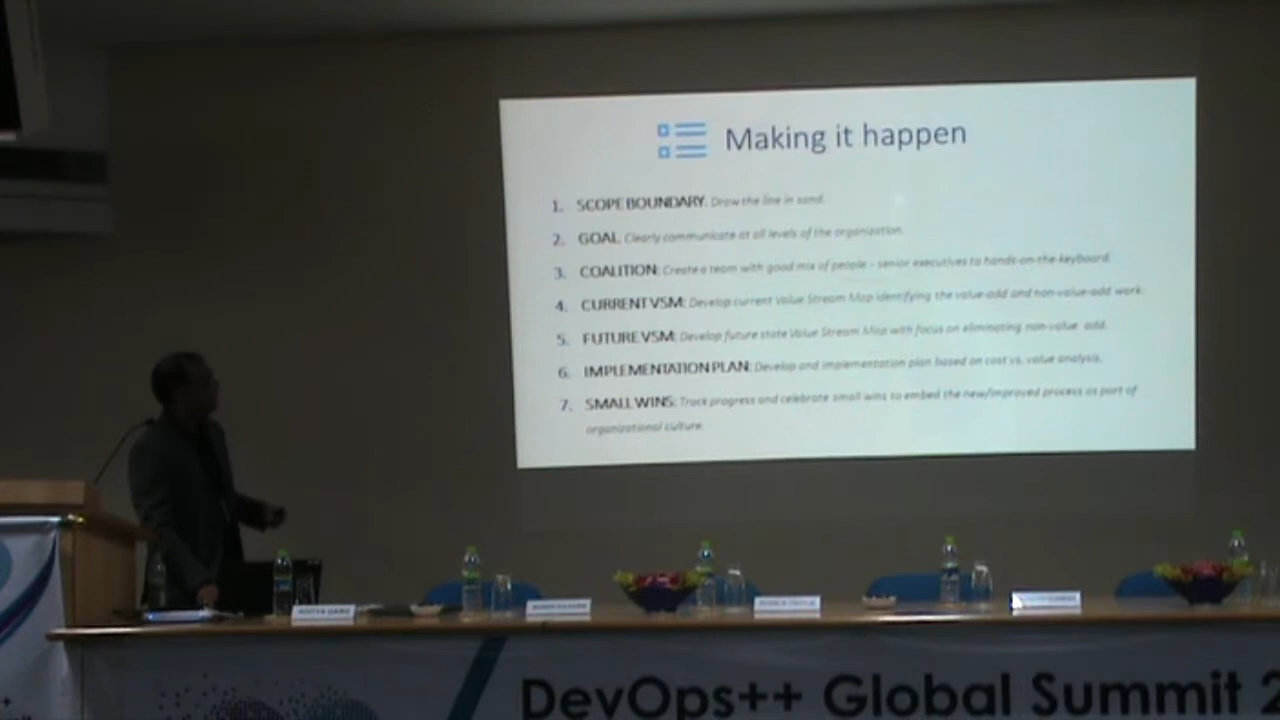 Making it happen
1. SCOPE BOUNDARY. Draw the line in sand.
2. GOAL. Clearly communicate at all levels of the organization.
3. COALITION: Create a team with good mix of people – senior executives to hands-on-the-keyboard.
4. CURRENT VSM: Develop current Value Stream Map identifying the value-add and non-value-add work.
5. FUTURE VSM: Develop future state Value Stream Map with focus on eliminating non-value add.
6. IMPLEMENTATION PLAN: Develop and implementation plan based on cost vs. value analysis.
7. SMALL WINS: Track progress and celebrate small wins to embed the new/improved process as part of
organizational culture.
ADITYA GARG
DevOps++ Global Summit 2